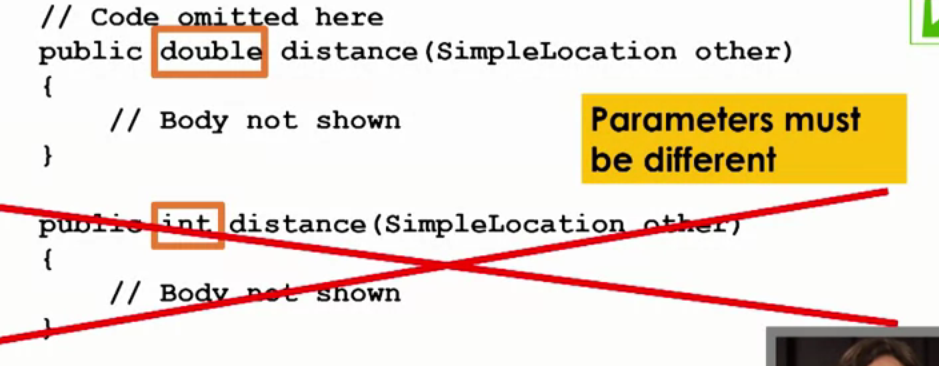 // Code omitted here
public double distance(SimpleLocation other)
{
// Body not shown
}
Parameters must
be different
public int distance(SimpleLocation other)
{
// Body not shown
}